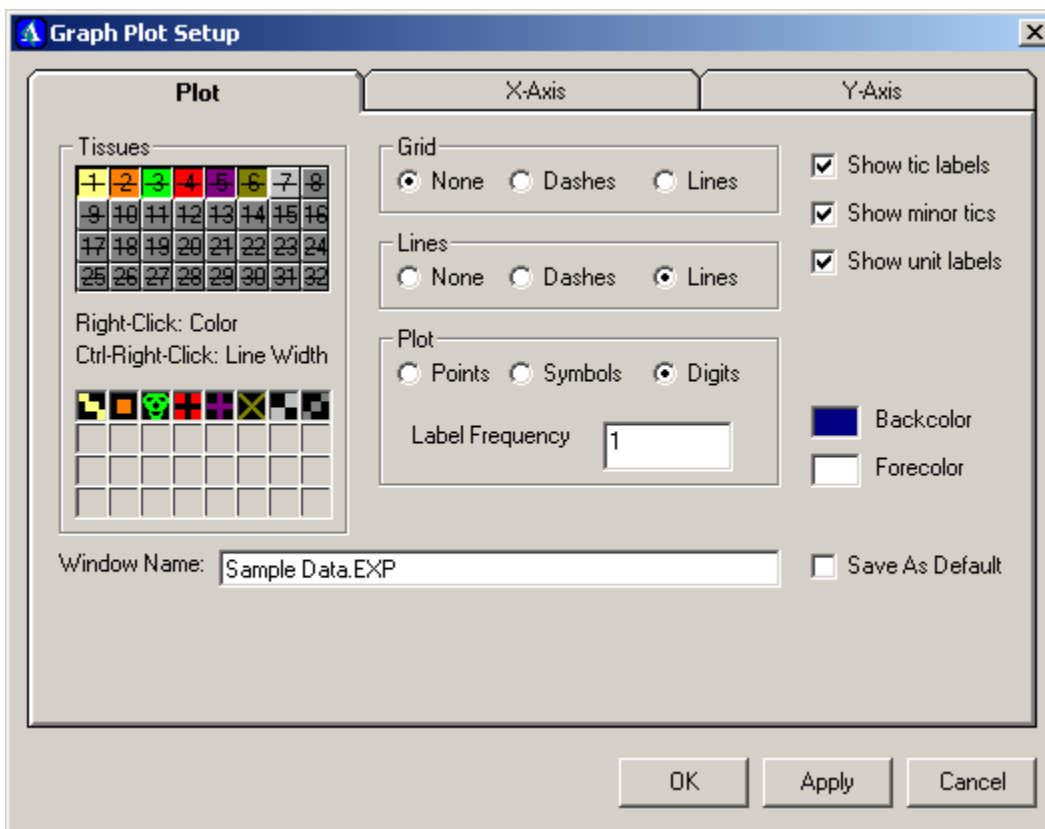 Graph Plot Setup
Plot
X-Axis
Y-Axis
Tissues
1 2 3 4 5 6 7 8
9 10 11 12 13 14 15 16
17 18 19 20 21 22 23 24
25 26 27 28 29 30 31 32
Right-Click: Color
Ctrl-Right-Click: Line Width
Grid
None Dashes Lines
Lines
None Dashes Lines
Plot
Points Symbols Digits
Label Frequency 1
Show tic labels
Show minor tics
Show unit labels
Backcolor
Forecolor
Window Name: Sample Data.EXP
Save As Default
OK Apply Cancel